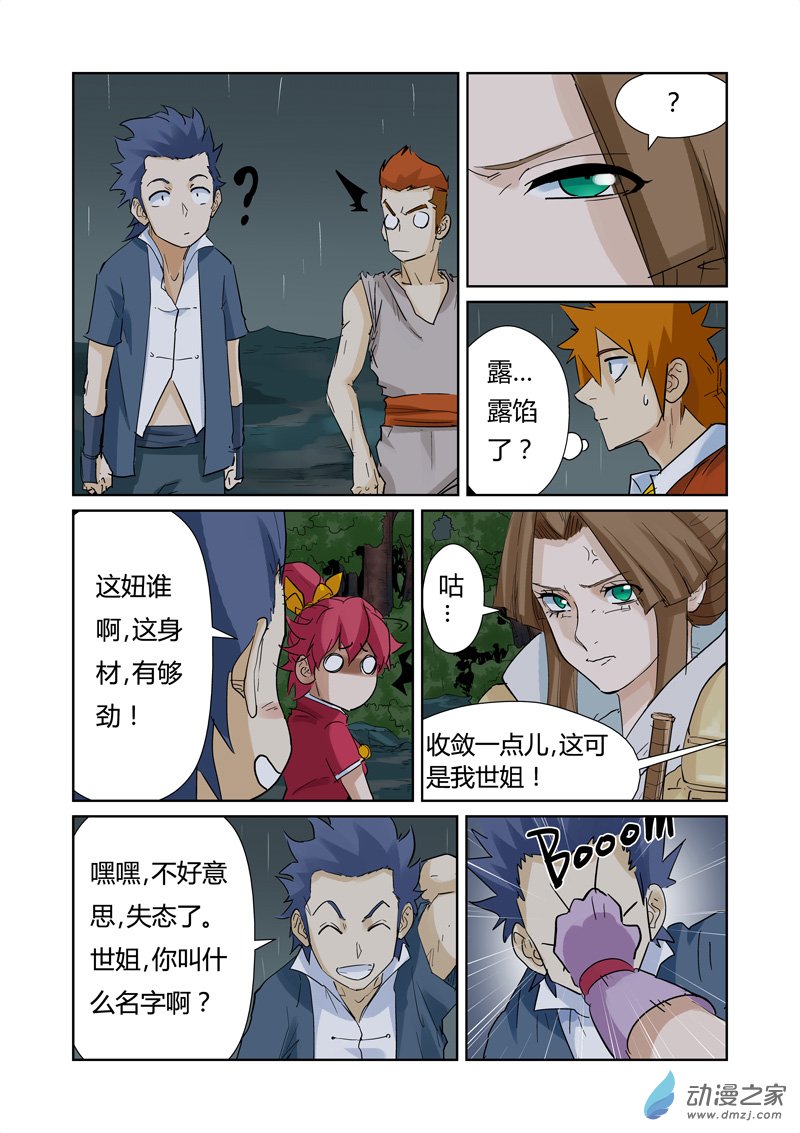 ?
？
露…
露馅
了？
这妞谁
啊,这身
材,有够
劲！
咕
…
收敛一点儿,这可
是我世姐！
嘿嘿,不好意
思,失态了。
世姐,你叫什
么名字啊？
Booom
动漫之家
www.dmzj.com